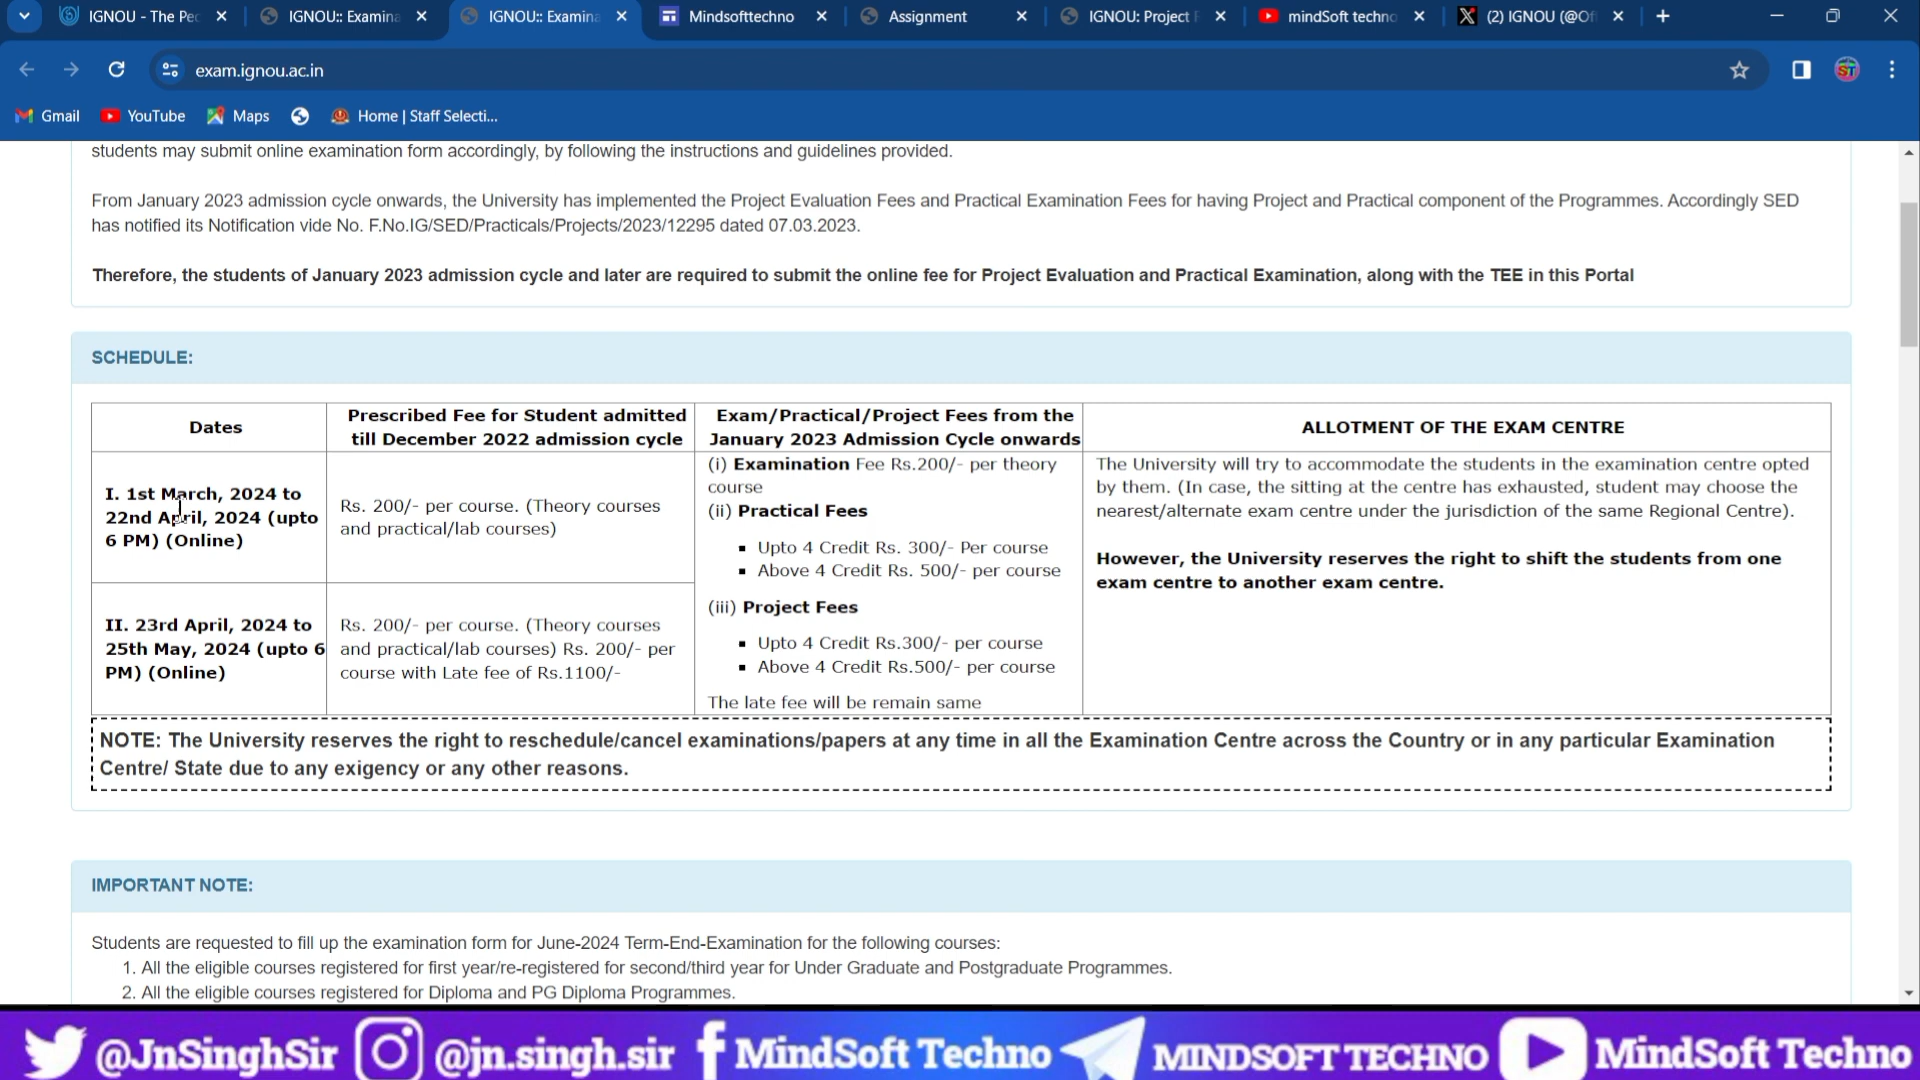 IGNOU - The Pec
IGNOU:: Examina
IGNOU:: Examina
Mindsofttechno
Assignment
IGNOU: Project F
mindSoft techno
(2) IGNOU (@Of
exam.ignou.ac.in
Gmail
YouTube
Maps
Home | Staff Selecti...
students may submit online examination form accordingly, by following the instructions and guidelines provided.
From January 2023 admission cycle onwards, the University has implemented the Project Evaluation Fees and Practical Examination Fees for having Project and Practical component of the Programmes. Accordingly SED
has notified its Notification vide No. F.No.IG/SED/Practicals/Projects/2023/12295 dated 07.03.2023.
Therefore, the students of January 2023 admission cycle and later are required to submit the online fee for Project Evaluation and Practical Examination, along with the TEE in this Portal
SCHEDULE:
Dates
Prescribed Fee for Student admitted
till December 2022 admission cycle
Exam/Practical/Project Fees from the
January 2023 Admission Cycle onwards
ALLOTMENT OF THE EXAM CENTRE
I. 1st March, 2024 to
22nd April, 2024 (upto
6 PM) (Online)
Rs. 200/- per course. (Theory courses
and practical/lab courses)
(i) Examination Fee Rs.200/- per theory
course
(ii) Practical Fees
▪ Upto 4 Credit Rs. 300/- Per course
▪ Above 4 Credit Rs. 500/- per course
(iii) Project Fees
▪ Upto 4 Credit Rs.300/- per course
▪ Above 4 Credit Rs.500/- per course
The late fee will be remain same
The University will try to accommodate the students in the examination centre opted
by them. (In case, the sitting at the centre has exhausted, student may choose the
nearest/alternate exam centre under the jurisdiction of the same Regional Centre).
However, the University reserves the right to shift the students from one
exam centre to another exam centre.
II. 23rd April, 2024 to
25th May, 2024 (upto 6
PM) (Online)
Rs. 200/- per course. (Theory courses
and practical/lab courses) Rs. 200/- per
course with Late fee of Rs.1100/-
NOTE: The University reserves the right to reschedule/cancel examinations/papers at any time in all the Examination Centre across the Country or in any particular Examination
Centre/ State due to any exigency or any other reasons.
IMPORTANT NOTE:
Students are requested to fill up the examination form for June-2024 Term-End-Examination for the following courses:
1. All the eligible courses registered for first year/re-registered for second/third year for Under Graduate and Postgraduate Programmes.
2. All the eligible courses registered for Diploma and PG Diploma Programmes.
@JnSinghSir
@jn.singh.sir
MindSoft Techno
MINDSOFT TECHNO
MindSoft Techno